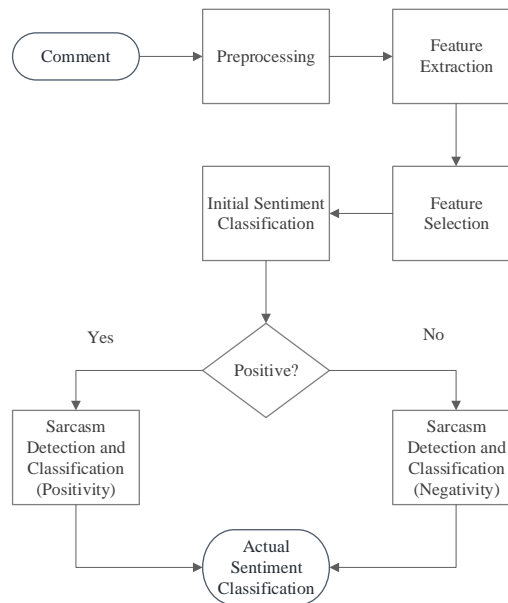 Comment
Preprocessing
Feature
Extraction
Initial Sentiment
Classification
Feature
Selection
Yes
No
Positive?
Sarcasm
Detection and
Classification
(Positivity)
Sarcasm
Detection and
Classification
(Negativity)
Actual
Sentiment
Classification